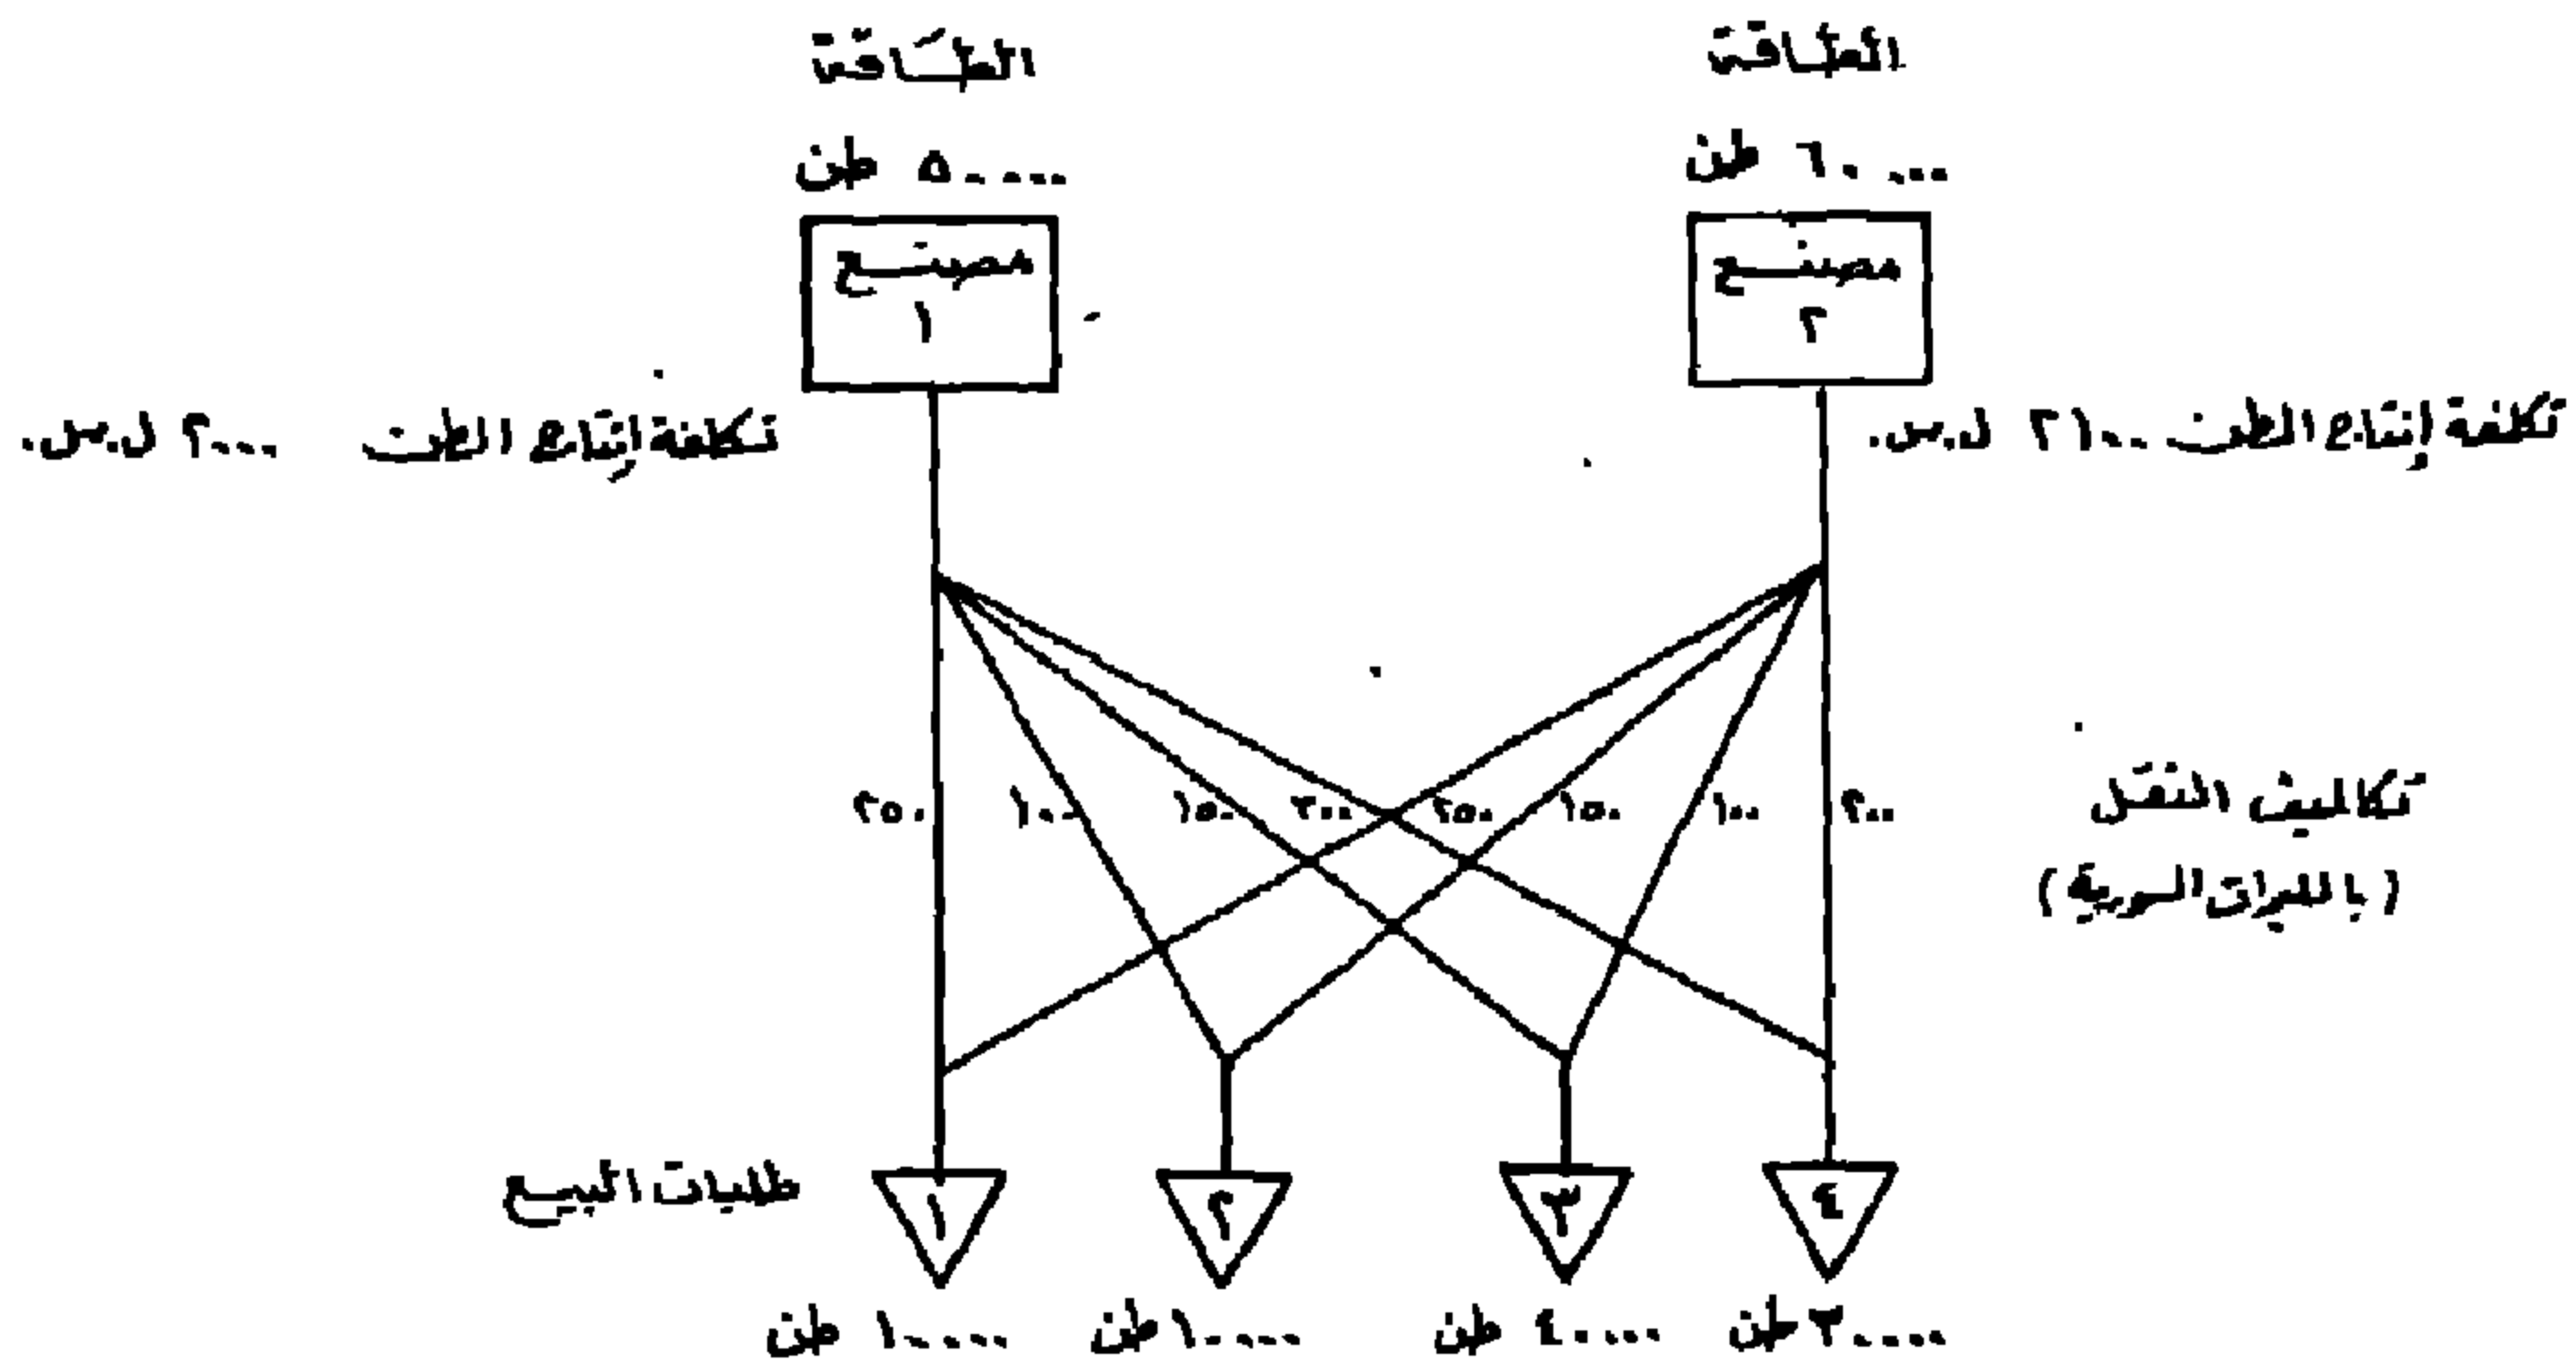 الطاقة
٥٠٠٠٠ طن
مصنع
١
تكلفة إنتاج الطن ٢٠٠٠ ل.س.
الطاقة
٦٠٠٠٠ طن
مصنع
٢
تكلفة إنتاج الطن ٢١٠٠ ل.س.
٢٥٠
١٠٠
١٥٠
٣٠٠
٢٥٠
١٥٠
١٠٠
٢٠٠
تكاليف النقل
(بالليرات السورية)
طلبات البيع
١
٢
٣
٤
١٠٠٠٠ طن
١٠٠٠٠ طن
٤٠٠٠٠ طن
٣٠٠٠٠ طن